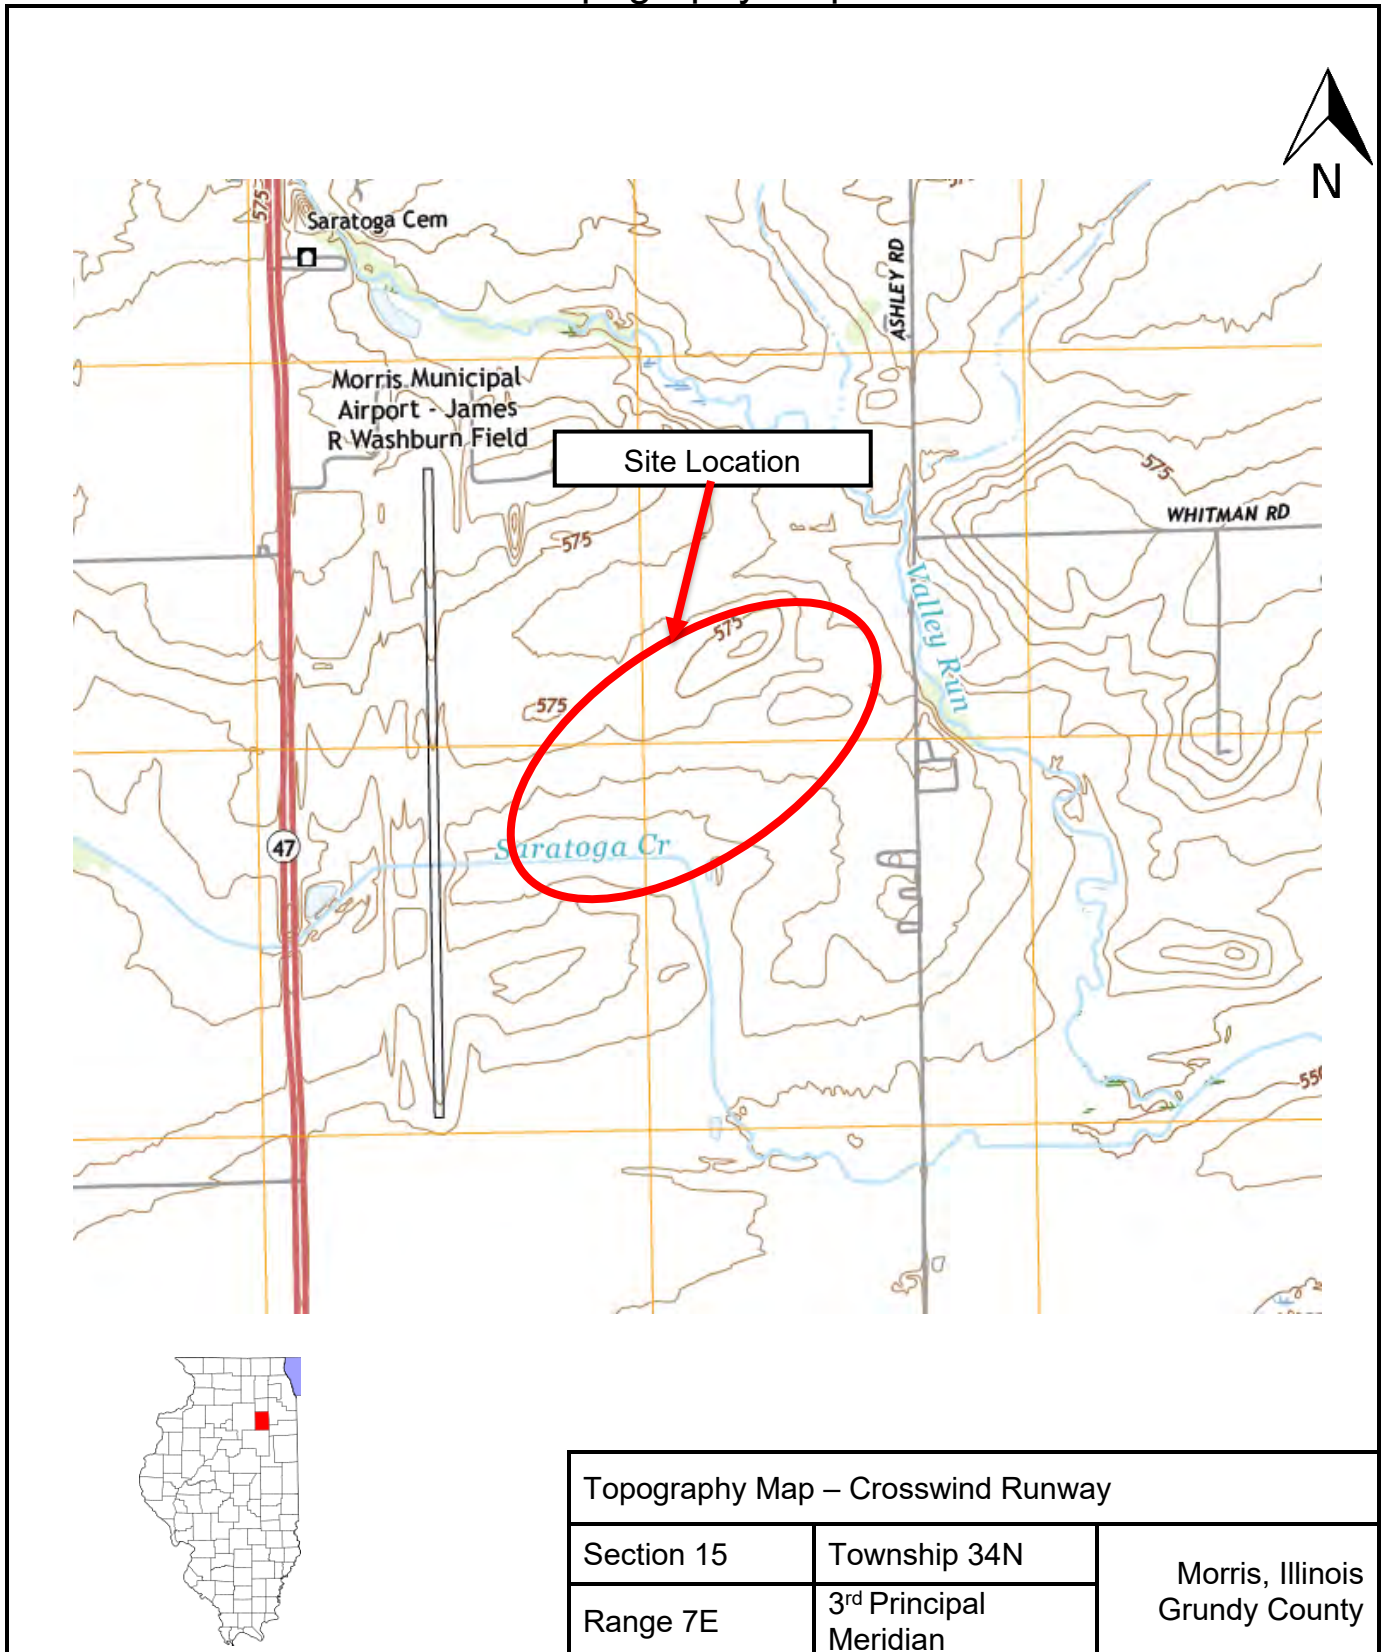 N
575
Saratoga Cem
ASHLEY RD
Morris Municipal
Airport - James
R Washburn Field
Site Location
575
WHITMAN RD
575
Valley Run
575
575
47
Saratoga Cr
550
Topography Map – Crosswind Runway
Section 15
Township 34N
Morris, Illinois
Grundy County
Range 7E
3rd Principal
Meridian